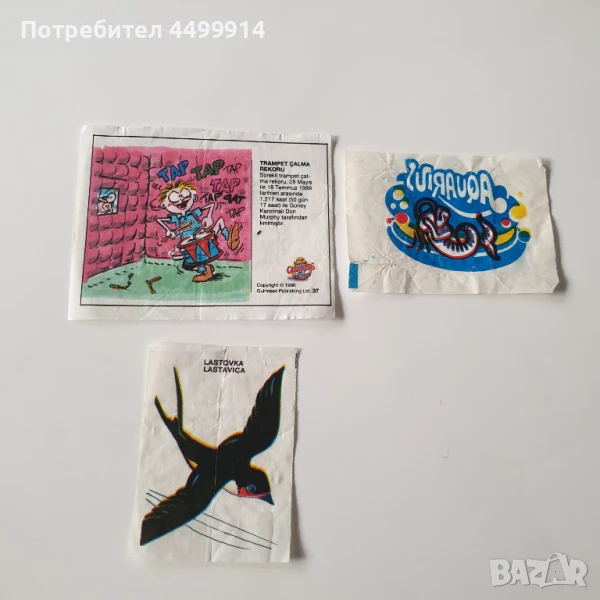 Потребител 4499914
TAP TAP TAP
TAP TAP
TAP TAP
TAP
TRAMPET ÇALMA
REKORU
Sürekli trampet çal-
ma rekoru, 28 Mayıs
ile 18 Temmuz 1989
tarihleri arasında
1.217 saat (50 gün
17 saat) ile Güney
Karolinalı Don
Murphy tarafından
kırılmıştır.
Copyright © 1990
Guinness Publishing Ltd. 37
AQUARIUS
LASTOVKA
LASTAVICA
BAZAR